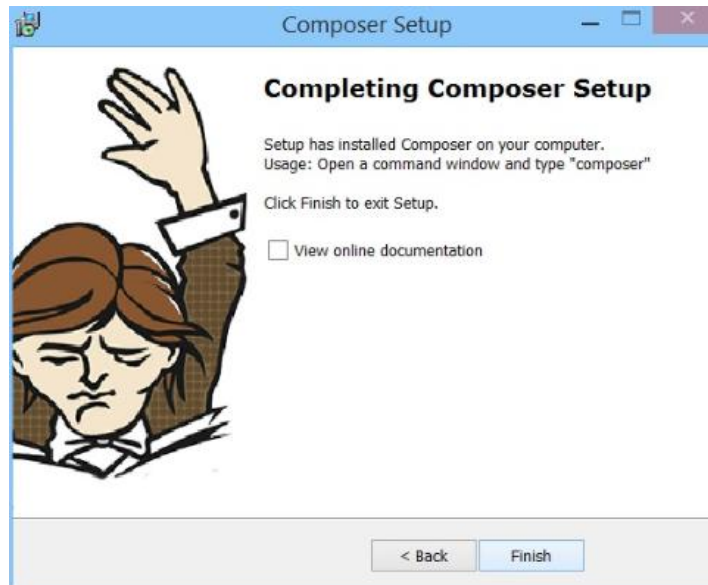 Composer Setup
Completing Composer Setup
Setup has installed Composer on your computer.
Usage: Open a command window and type "composer"
Click Finish to exit Setup.
View online documentation
< Back
Finish